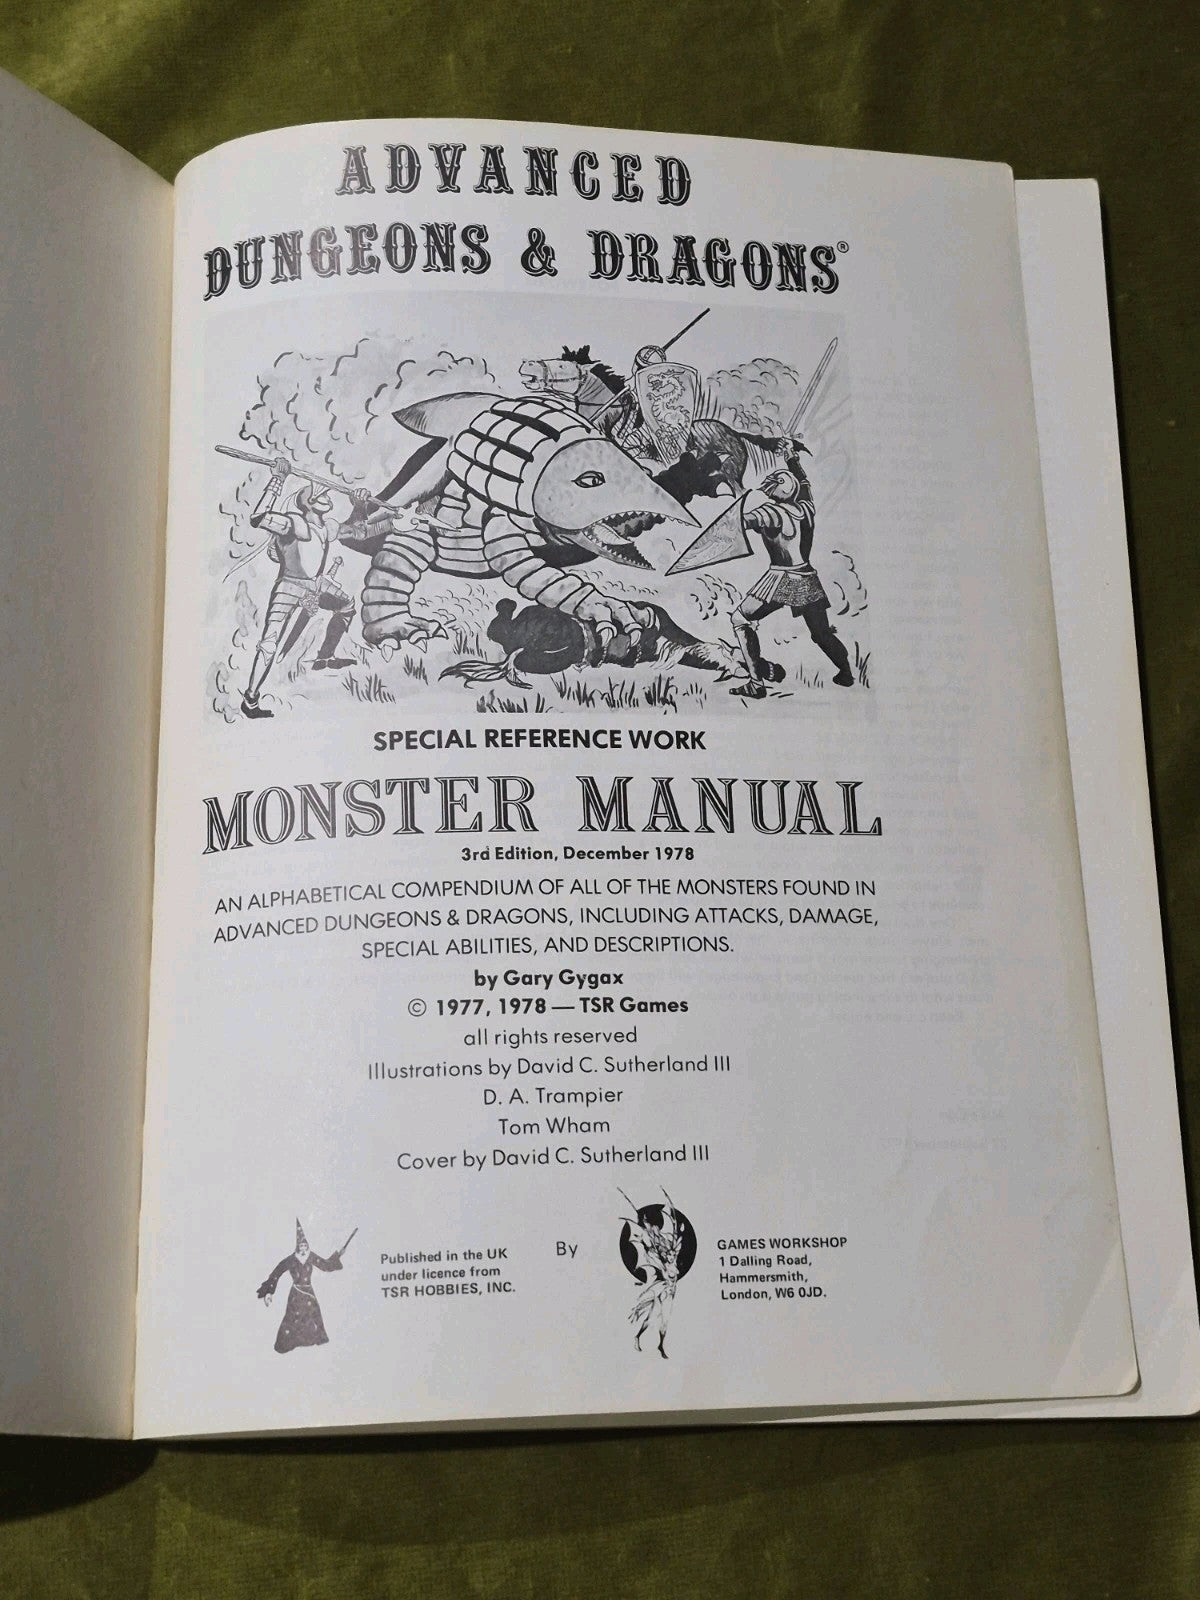 ADVANCED
DUNGEONS & DRAGONS®
SPECIAL REFERENCE WORK
MONSTER MANUAL
3rd Edition, December 1978
AN ALPHABETICAL COMPENDIUM OF ALL OF THE MONSTERS FOUND IN
ADVANCED DUNGEONS & DRAGONS, INCLUDING ATTACKS, DAMAGE,
SPECIAL ABILITIES, AND DESCRIPTIONS.
by Gary Gygax
© 1977, 1978 — TSR Games
all rights reserved
Illustrations by David C. Sutherland III
D. A. Trampier
Tom Wham
Cover by David C. Sutherland III
Published in the UK
under licence from
TSR HOBBIES, INC.
By
GAMES WORKSHOP
1 Dalling Road,
Hammersmith,
London, W6 0JD.